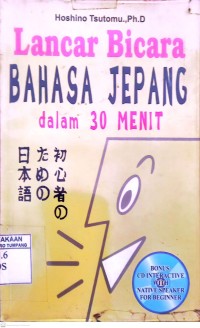 Hoshino Tsutomu.,Ph.D
Lancar Bicara
BAHASA JEPANG
dalam 30 MENIT
初心者の
ための
日本語
AKAAN
BONUS
CD INTERACTIVE
NATIVE SPEAKER
FOR BEGINNER